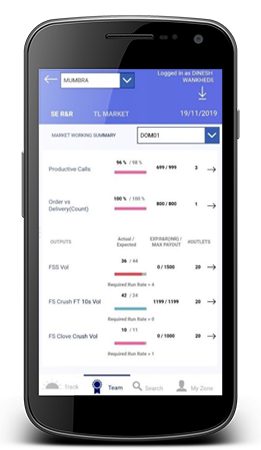 MUMBRA
Logged in as DINESH
WANKHEDE
SE R&R TL MARKET 19/11/2019
MARKET WORKING SUMMARY DOM01
Productive Calls 96 % / 98 % 699 / 999 3
Order vs
Delivery(Count) 100 % / 100 % 800 / 800 1
OUTPUTS Actual / Expected EXP.R&R(INR) / MAX PAYOUT #OUTLETS
FSS Vol 36 / 44 0 / 1500 20
Required Run Rate = 4
FS Crush FT 10s Vol 42 / 34 1199 / 1199 20
Required Run Rate = 0
FS Clove Crush Vol 10 / 11 0 / 1000 20
Required Run Rate = 1
Track Team Search My Zone